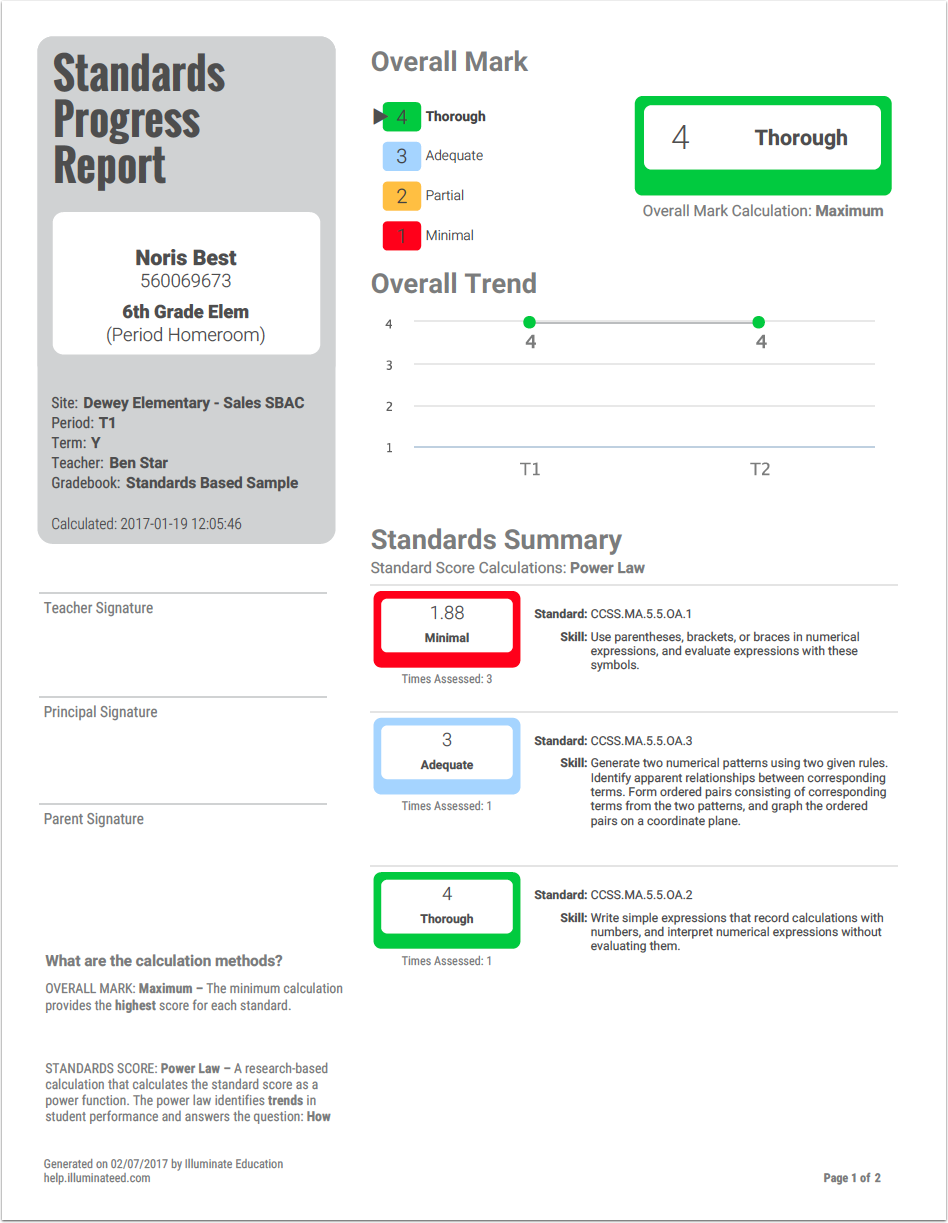 Standards
Progress
Report
Noris Best
560069673
6th Grade Elem
(Period Homeroom)
Site: Dewey Elementary - Sales SBAC
Period: T1
Term: Y
Teacher: Ben Star
Gradebook: Standards Based Sample
Calculated: 2017-01-19 12:05:46
Teacher Signature
Principal Signature
Parent Signature
What are the calculation methods?
OVERALL MARK: Maximum – The minimum calculation
provides the highest score for each standard.
STANDARDS SCORE: Power Law – A research-based
calculation that calculates the standard score as a
power function. The power law identifies trends in
student performance and answers the question: How
Overall Mark
4 Thorough
3 Adequate
2 Partial
1 Minimal
4 Thorough
Overall Mark Calculation: Maximum
Overall Trend
4
3
2
1
4 4
T1 T2
Standards Summary
Standard Score Calculations: Power Law
1.88
Minimal
Times Assessed: 3
Standard: CCSS.MA.5.5.OA.1
Skill: Use parentheses, brackets, or braces in numerical
expressions, and evaluate expressions with these
symbols.
3
Adequate
Times Assessed: 1
Standard: CCSS.MA.5.5.OA.3
Skill: Generate two numerical patterns using two given rules.
Identify apparent relationships between corresponding
terms. Form ordered pairs consisting of corresponding
terms from the two patterns, and graph the ordered
pairs on a coordinate plane.
4
Thorough
Times Assessed: 1
Standard: CCSS.MA.5.5.OA.2
Skill: Write simple expressions that record calculations with
numbers, and interpret numerical expressions without
evaluating them.
Generated on 02/07/2017 by Illuminate Education
help.illuminateed.com
Page 1 of 2